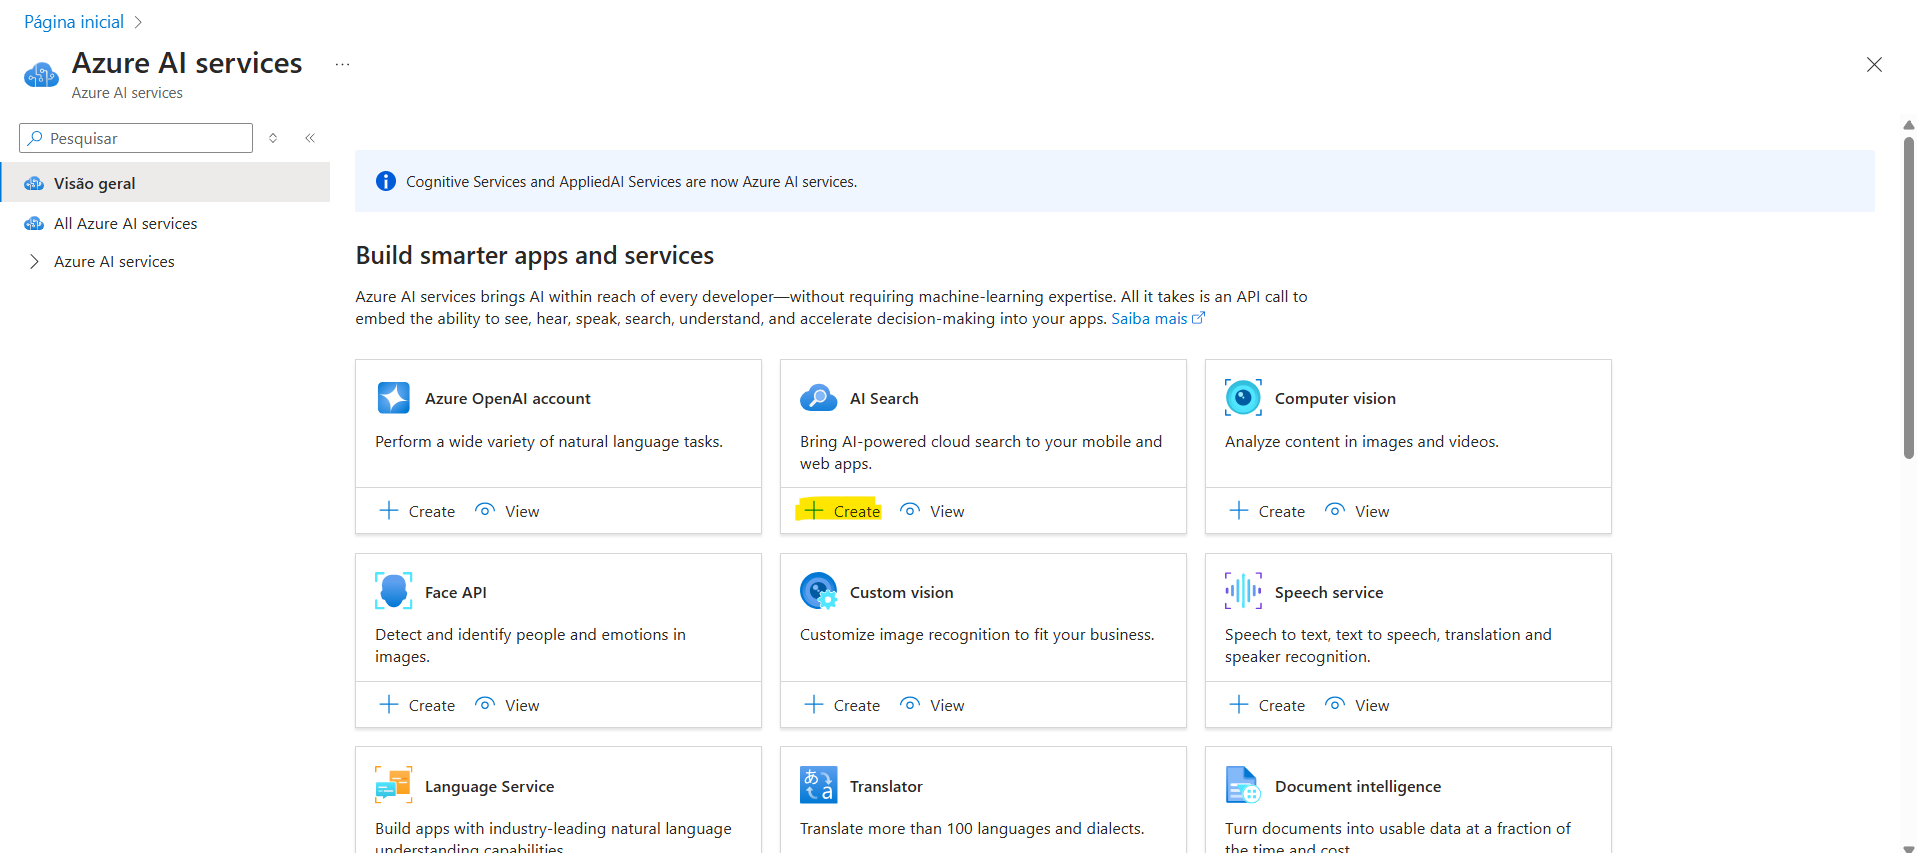 Página inicial
Azure AI services
Azure AI services
Pesquisar
Visão geral
All Azure AI services
Azure AI services
Cognitive Services and AppliedAI Services are now Azure AI services.
Build smarter apps and services
Azure AI services brings AI within reach of every developer—without requiring machine-learning expertise. All it takes is an API call to
embed the ability to see, hear, speak, search, understand, and accelerate decision-making into your apps. Saiba mais
Azure OpenAI account
Perform a wide variety of natural language tasks.
Create View
AI Search
Bring AI-powered cloud search to your mobile and
web apps.
Create View
Computer vision
Analyze content in images and videos.
Create View
Face API
Detect and identify people and emotions in
images.
Create View
Custom vision
Customize image recognition to fit your business.
Create View
Speech service
Speech to text, text to speech, translation and
speaker recognition.
Create View
Language Service
Build apps with industry-leading natural language
understanding capabilities.
Translator
Translate more than 100 languages and dialects.
Document intelligence
Turn documents into usable data at a fraction of
the time and cost.